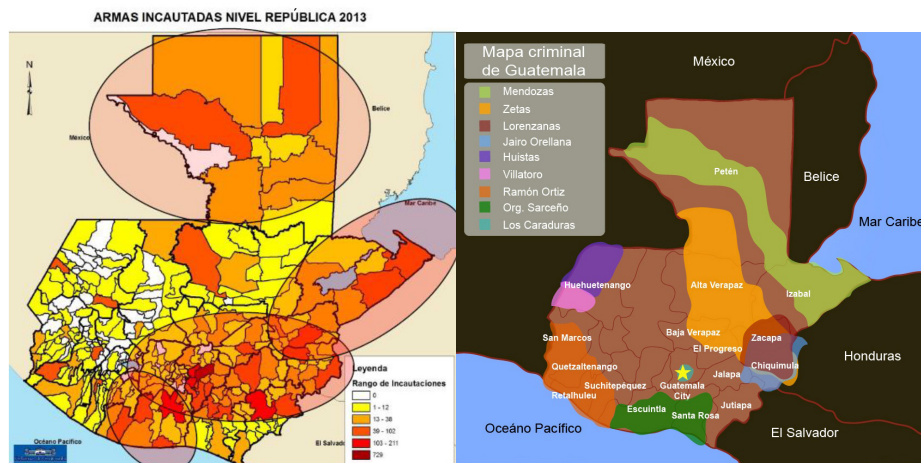 ARMAS INCAUTADAS NIVEL REPÚBLICA 2013
N
México
Belice
Mar Caribe
Leyenda
Rango de Incautaciones
0
1 - 12
13 - 38
39 - 102
103 - 211
729
Océano Pacífico
El Salvador
Mapa criminal
de Guatemala
Mendozas
Zetas
Lorenzanas
Jairo Orellana
Huistas
Villatoro
Ramón Ortiz
Org. Sarceño
Los Caraduras
México
Petén
Belice
Mar Caribe
Huehuetenango
Alta Verapaz
Izabal
San Marcos
Baja Verapaz
Zacapa
El Progreso
Honduras
Quetzaltenango
Jalapa
Chiquimula
Suchitepéquez
Guatemala
City
Retalhuleu
Escuintla
Santa Rosa
Jutiapa
Oceáno Pacífico
El Salvador